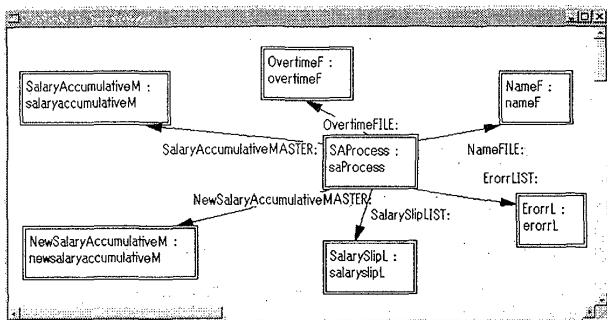 OvertimeF :
overtimeF
SalaryAccumulativeM :
salaryaccumulativeM
NameF :
nameF
OvertimeFILE:
SalaryAccumulativeMASTER:
SAProcess :
saProcess
NameFILE:
ErorrLIST:
NewSalaryAccumulativeMASTER:
SalarySlipLIST:
ErorrL :
erorrL
NewSalaryAccumulativeM :
newsalaryaccumulativeM
SalarySlipL :
salaryslipL